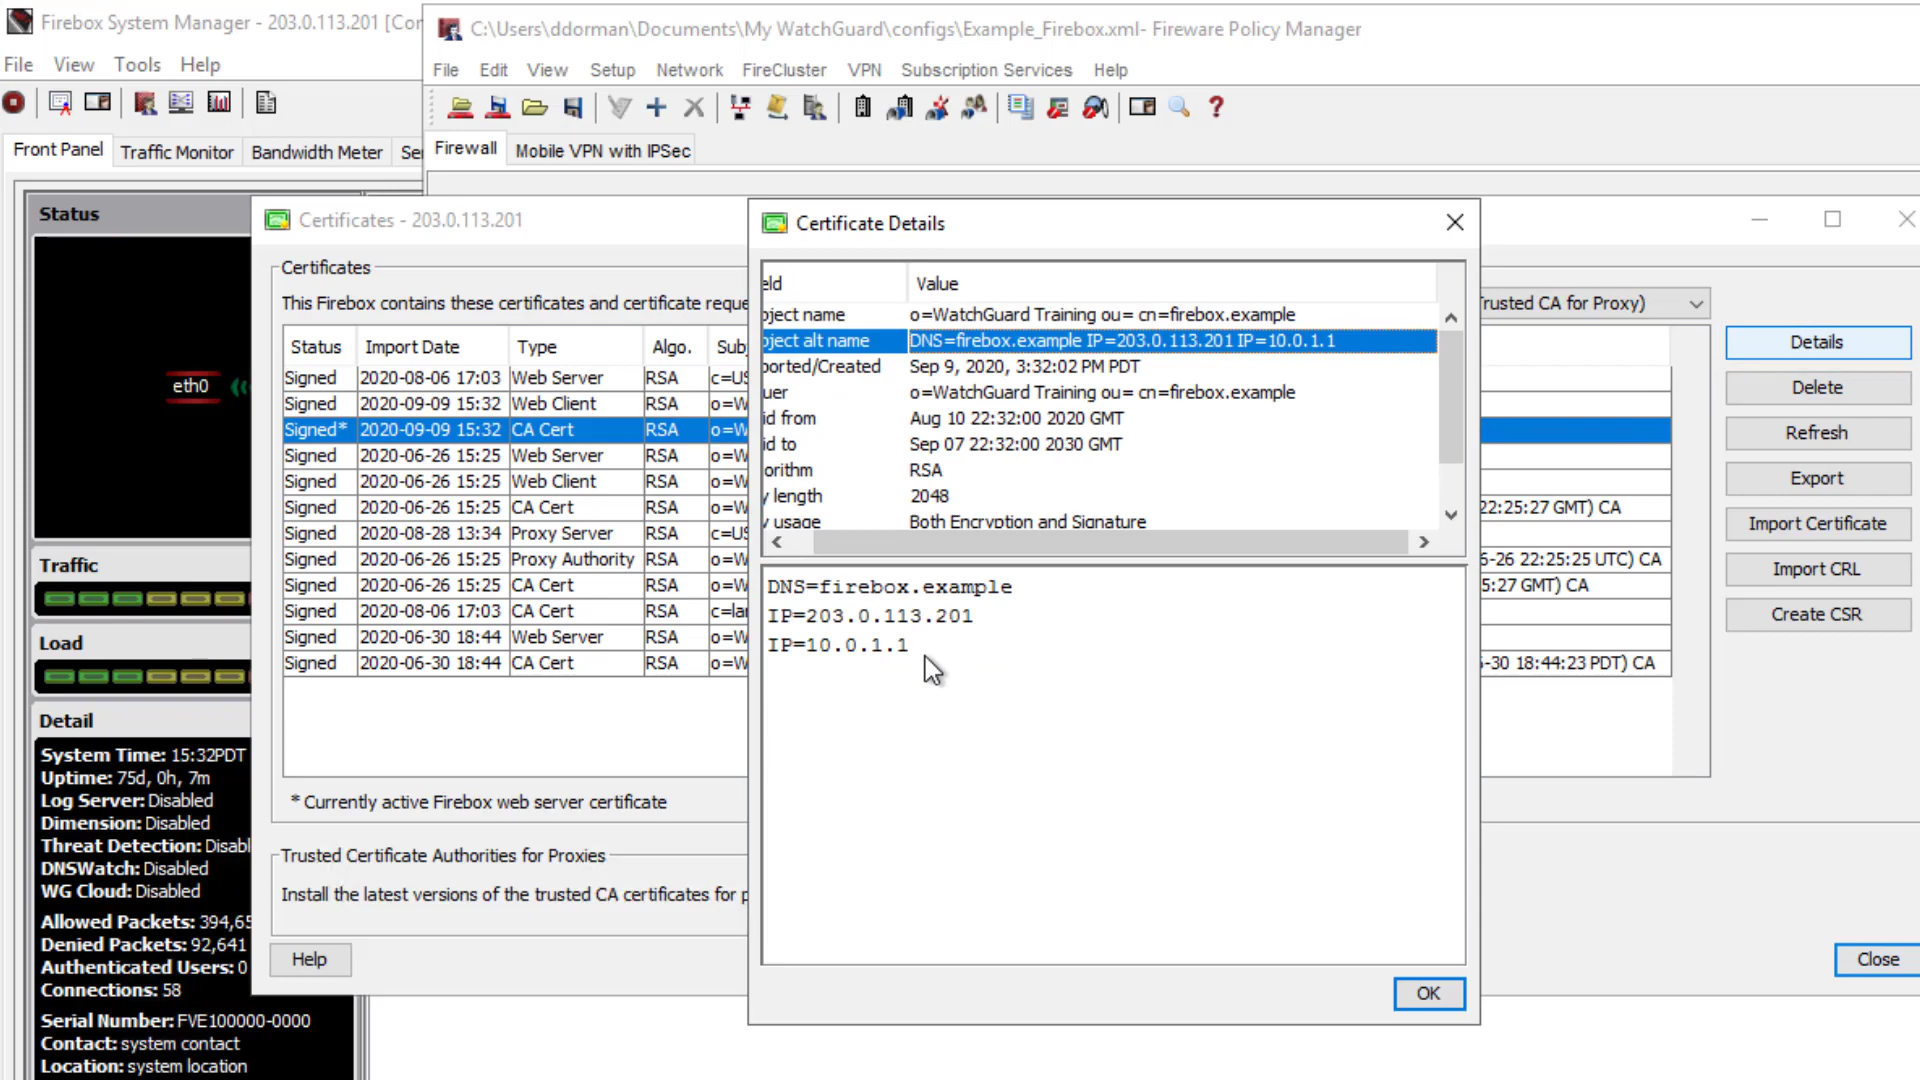 Firebox System Manager - 203.0.113.201 [Co
File View Tools Help
Front Panel Traffic Monitor Bandwidth Meter Se
C:\Users\ddorman\Documents\My WatchGuard\configs\Example_Firebox.xml- Fireware Policy Manager
File Edit View Setup Network FireCluster VPN Subscription Services Help
Firewall Mobile VPN with IPSec
Status
eth0
Traffic
Load
Detail
System Time: 15:32PDT
Uptime: 75d, 0h, 7m
Log Server: Disabled
Dimension: Disabled
Threat Detection: Disabl
DNSWatch: Disabled
WG Cloud: Disabled
Allowed Packets: 394,65
Denied Packets: 92,641
Authenticated Users: 0
Connections: 58
Serial Number: FVE100000-0000
Contact: system contact
Location: system location
Certificates - 203.0.113.201
Certificates
This Firebox contains these certificates and certificate reque
Trusted CA for Proxy)
Status Import Date Type Algo. Sub
Signed 2020-08-06 17:03 Web Server RSA c=US
Signed 2020-09-09 15:32 Web Client RSA o=W
Signed* 2020-09-09 15:32 CA Cert RSA o=W
Signed 2020-06-26 15:25 Web Server RSA o=W
Signed 2020-06-26 15:25 Web Client RSA o=W
Signed 2020-06-26 15:25 CA Cert RSA o=W 22:25:27 GMT) CA
Signed 2020-08-28 13:34 Proxy Server RSA c=US
Signed 2020-06-26 15:25 Proxy Authority RSA o=W 6-26 22:25:25 UTC) CA
Signed 2020-06-26 15:25 CA Cert RSA o=W 5:27 GMT) CA
Signed 2020-08-06 17:03 CA Cert RSA c=lan
Signed 2020-06-30 18:44 Web Server RSA o=W
Signed 2020-06-30 18:44 CA Cert RSA o=W 6-30 18:44:23 PDT) CA
* Currently active Firebox web server certificate
Trusted Certificate Authorities for Proxies
Install the latest versions of the trusted CA certificates for p
Help
Details
Delete
Refresh
Export
Import Certificate
Import CRL
Create CSR
Close
Certificate Details
eld Value
bject name o=WatchGuard Training ou= cn=firebox.example
bject alt name DNS=firebox.example IP=203.0.113.201 IP=10.0.1.1
ported/Created Sep 9, 2020, 3:32:02 PM PDT
uer o=WatchGuard Training ou= cn=firebox.example
id from Aug 10 22:32:00 2020 GMT
id to Sep 07 22:32:00 2030 GMT
orithm RSA
y length 2048
y usage Both Encryption and Signature
DNS=firebox.example
IP=203.0.113.201
IP=10.0.1.1
OK